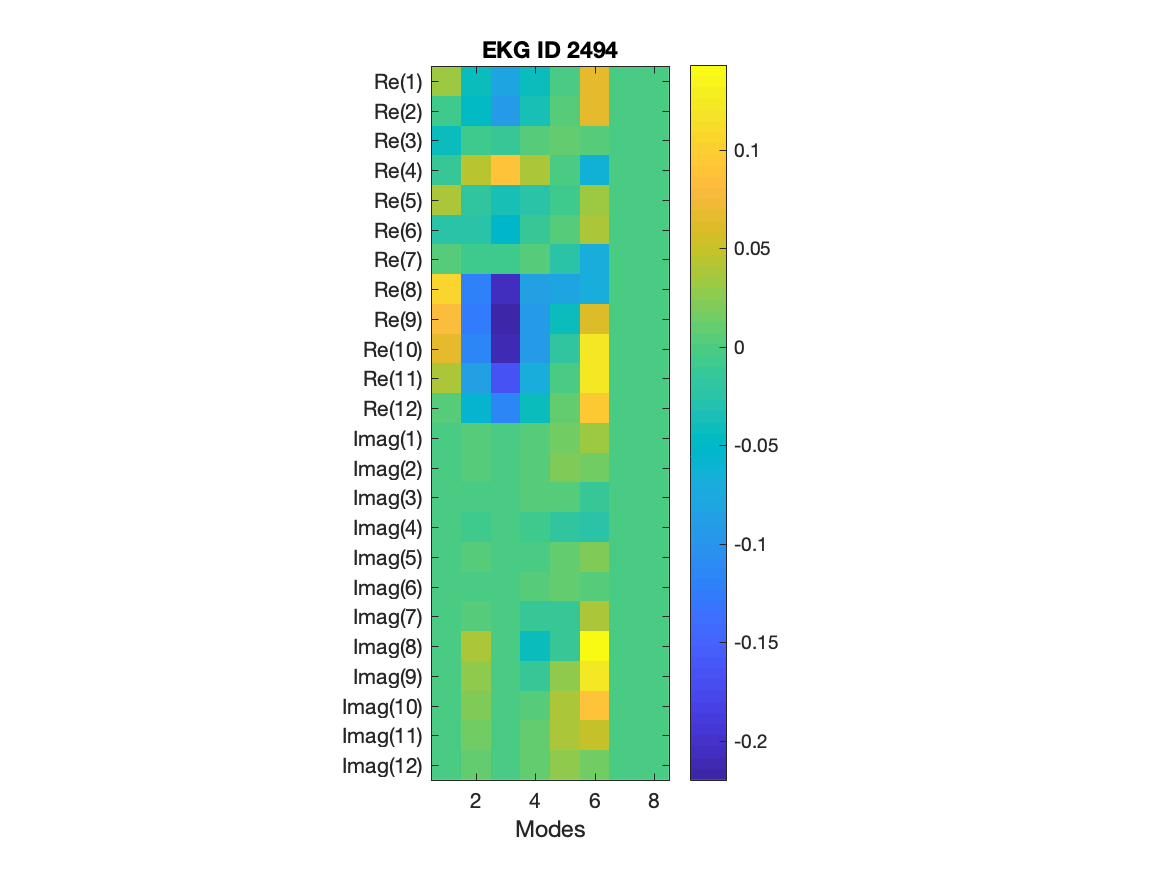 EKG ID 2494
Re(1)
Re(2)
Re(3)
Re(4)
Re(5)
Re(6)
Re(7)
Re(8)
Re(9)
Re(10)
Re(11)
Re(12)
Imag(1)
Imag(2)
Imag(3)
Imag(4)
Imag(5)
Imag(6)
Imag(7)
Imag(8)
Imag(9)
Imag(10)
Imag(11)
Imag(12)
2 4 6 8
Modes
0.1
0.05
0
-0.05
-0.1
-0.15
-0.2